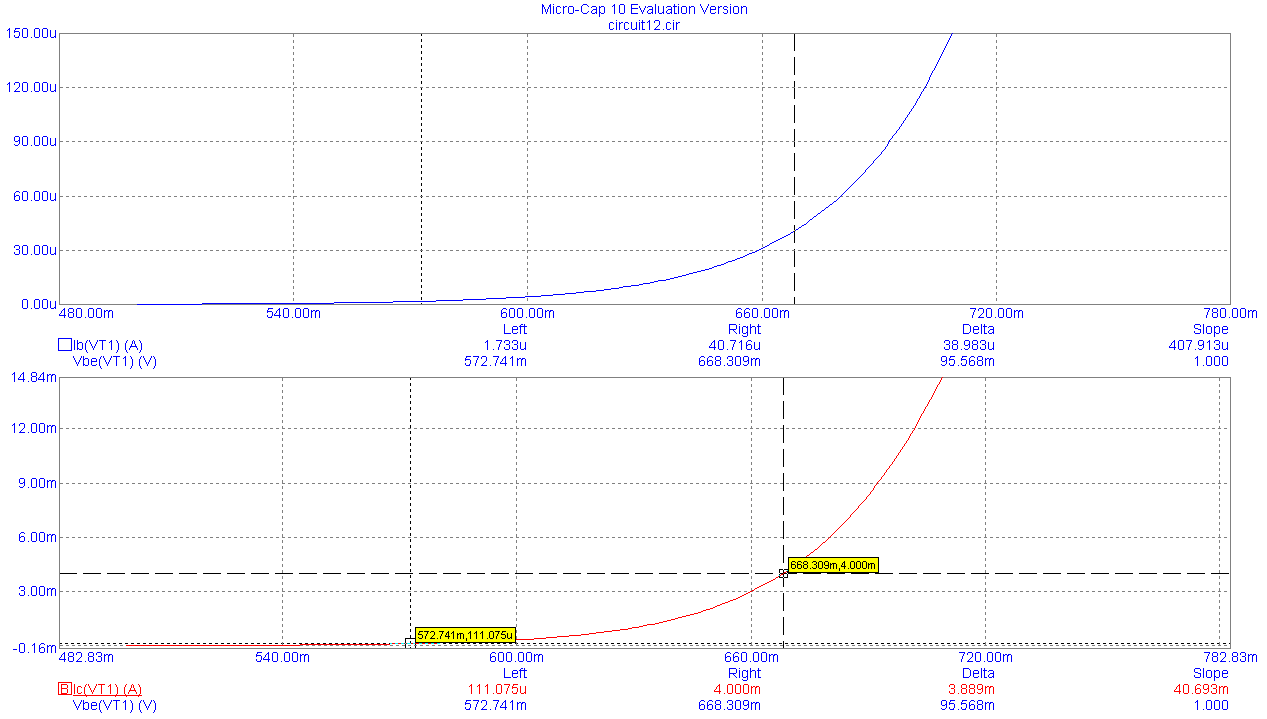 Micro-Cap 10 Evaluation Version
circuit12.cir
150.00u
120.00u
90.00u
60.00u
30.00u
0.00u
480.00m 540.00m 600.00m 660.00m 720.00m 780.00m
Left Right Delta Slope
Ib(VT1) (A) 1.733u 40.716u 38.983u 407.913u
Vbe(VT1) (V) 572.741m 668.309m 95.568m 1.000
14.84m
12.00m
9.00m
6.00m
668.309m,4.000m
3.00m
572.741m,111.075u
-0.16m
482.83m 540.00m 600.00m 660.00m 720.00m 782.83m
Left Right Delta Slope
B Ic(VT1) (A) 111.075u 4.000m 3.889m 40.693m
Vbe(VT1) (V) 572.741m 668.309m 95.568m 1.000